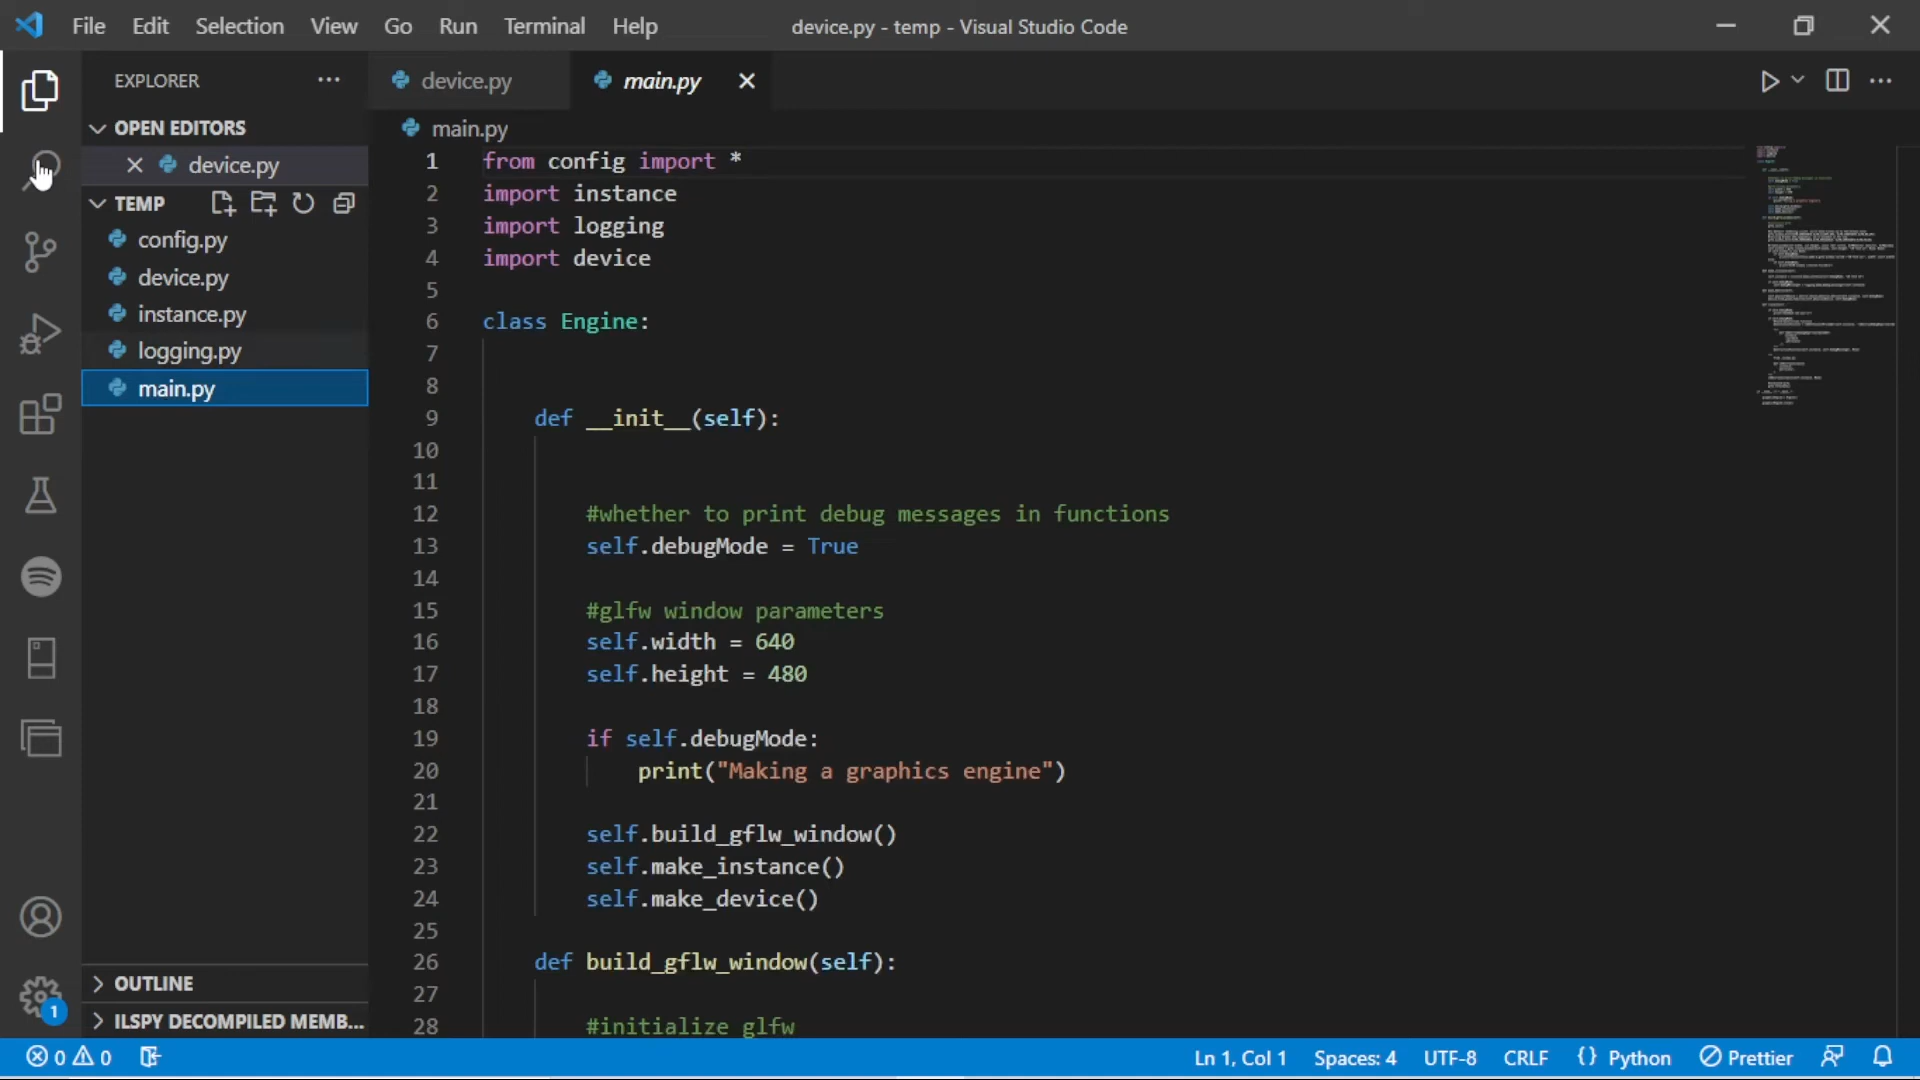 File Edit Selection View Go Run Terminal Help
device.py - temp - Visual Studio Code
EXPLORER
OPEN EDITORS
device.py
TEMP
config.py
device.py
instance.py
logging.py
main.py
OUTLINE
ILSPY DECOMPILED MEMB...
device.py main.py
main.py
1 from config import *
2 import instance
3 import logging
4 import device
5
6 class Engine:
7
8
9 def __init__(self):
10
11
12 #whether to print debug messages in functions
13 self.debugMode = True
14
15 #glfw window parameters
16 self.width = 640
17 self.height = 480
18
19 if self.debugMode:
20 print("Making a graphics engine")
21
22 self.build_gflw_window()
23 self.make_instance()
24 self.make_device()
25
26 def build_gflw_window(self):
27
28 #initialize glfw
1
0 0 Ln 1, Col 1 Spaces: 4 UTF-8 CRLF {} Python Prettier